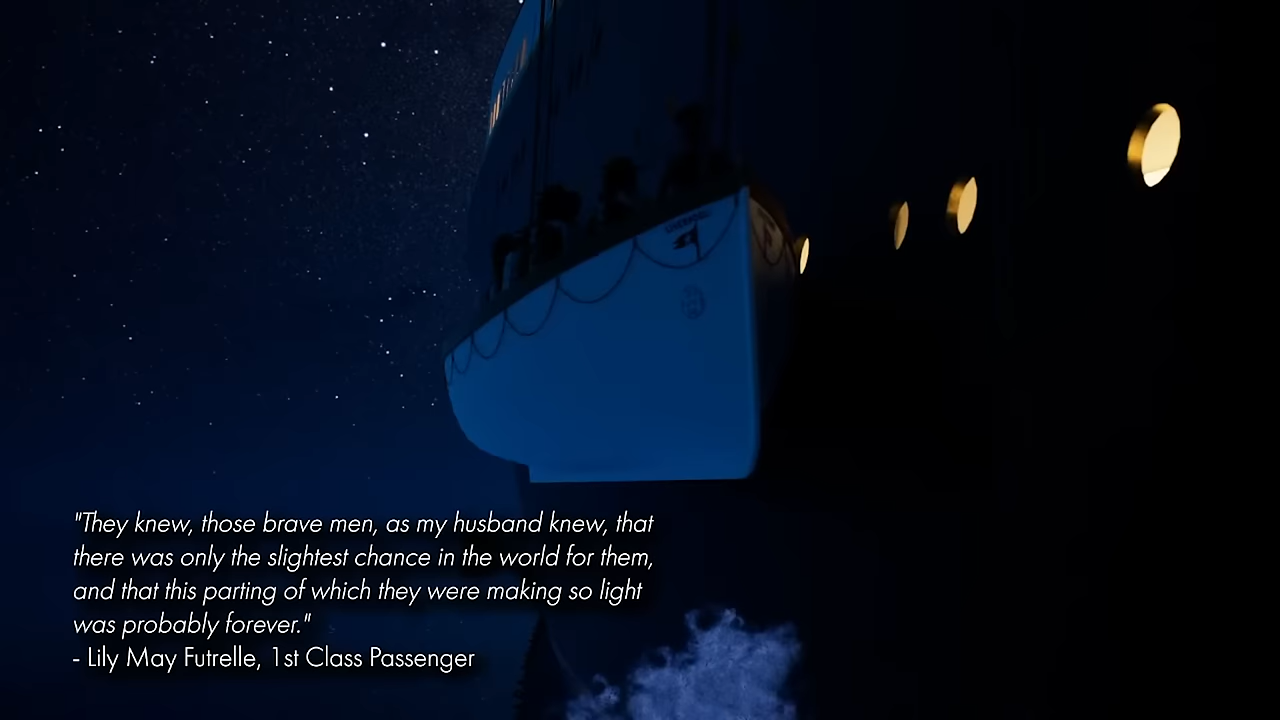 "They knew, those brave men, as my husband knew, that
there was only the slightest chance in the world for them,
and that this parting of which they were making so light
was probably forever."
- Lily May Futrelle, 1st Class Passenger